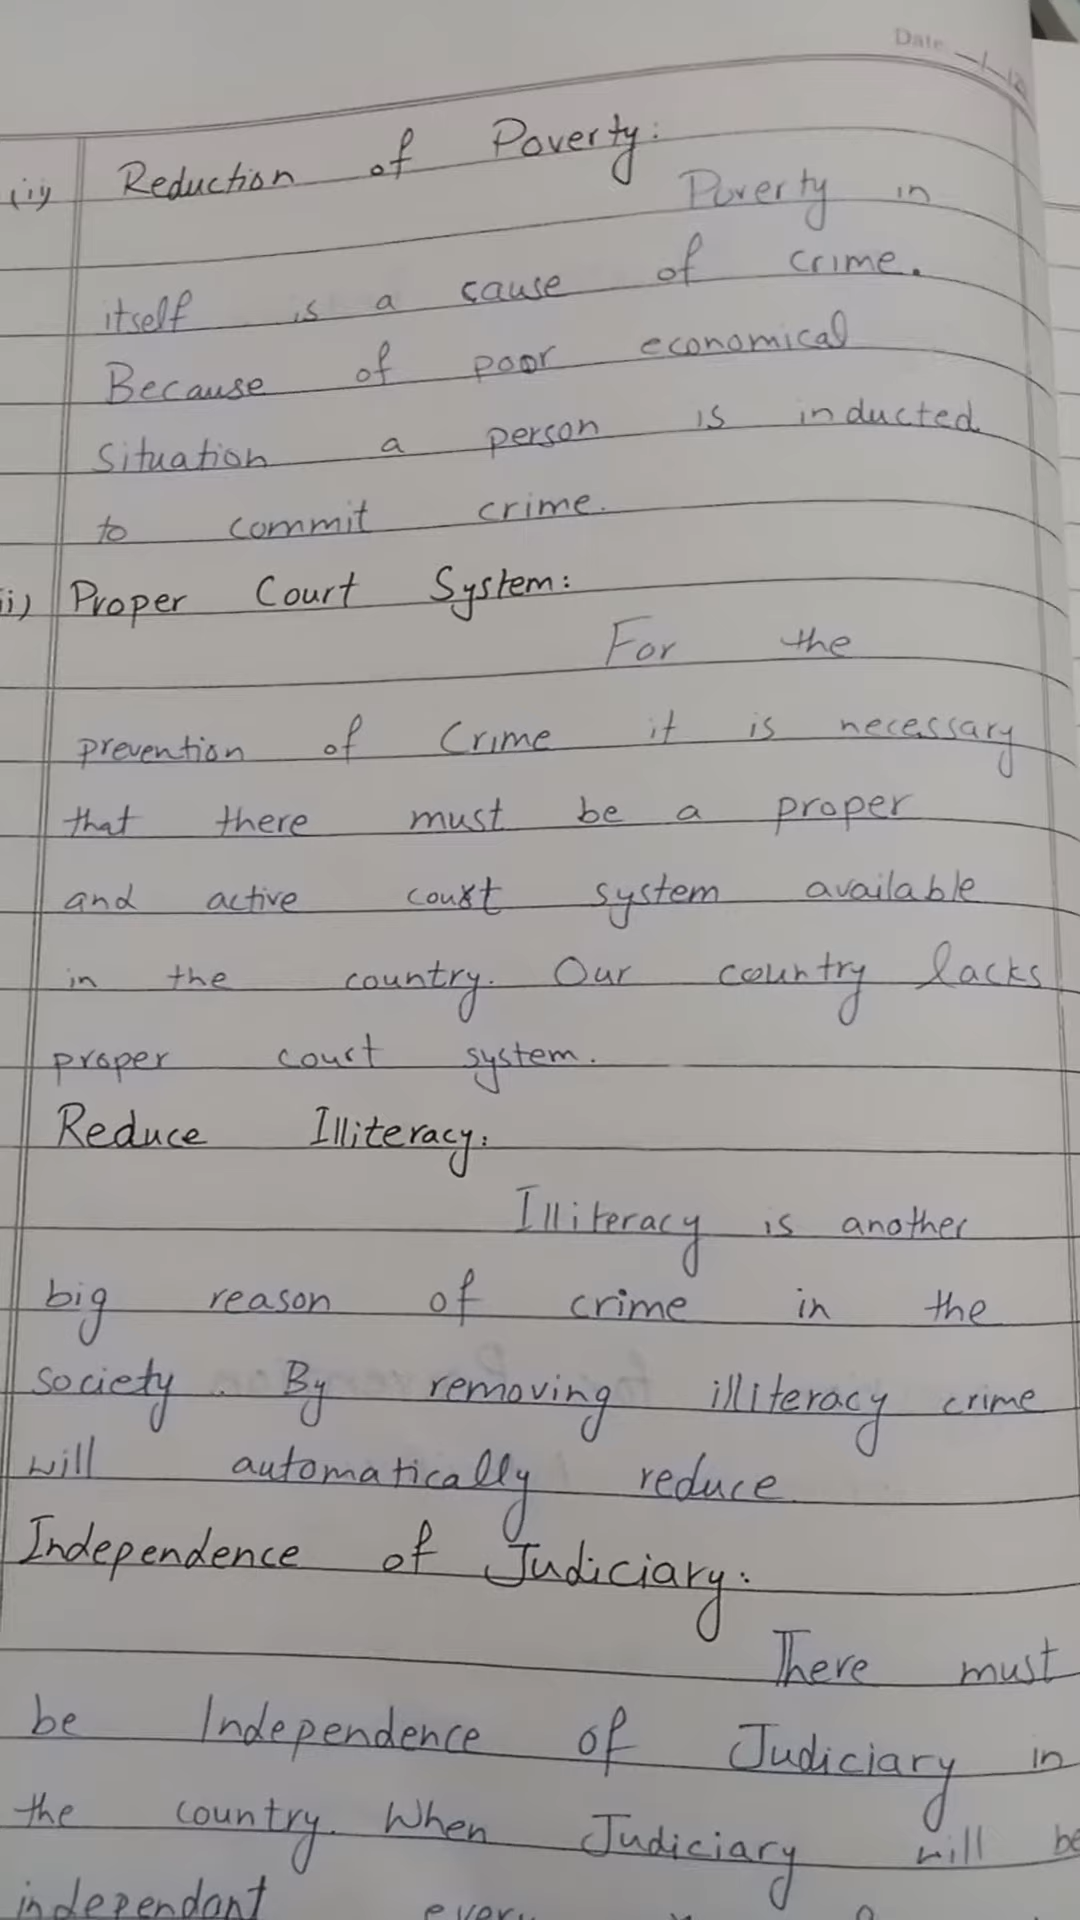 Date
(ii) Reduction of Poverty:
Poverty in
itself is a cause of crime.
Because of poor economical
Situation a person is inducted
to commit crime.
ii) Proper Court System:
For the
prevention of Crime it is necessary
that there must be a proper
and active court system available
in the country. Our country lacks
proper court system.
Reduce Illiteracy:
Illiteracy is another
big reason of crime in the
society. By removing illiteracy crime
will automatically reduce
Independence of Judiciary:
There must
be Independence of Judiciary in
the country. When Judiciary will be
independant every